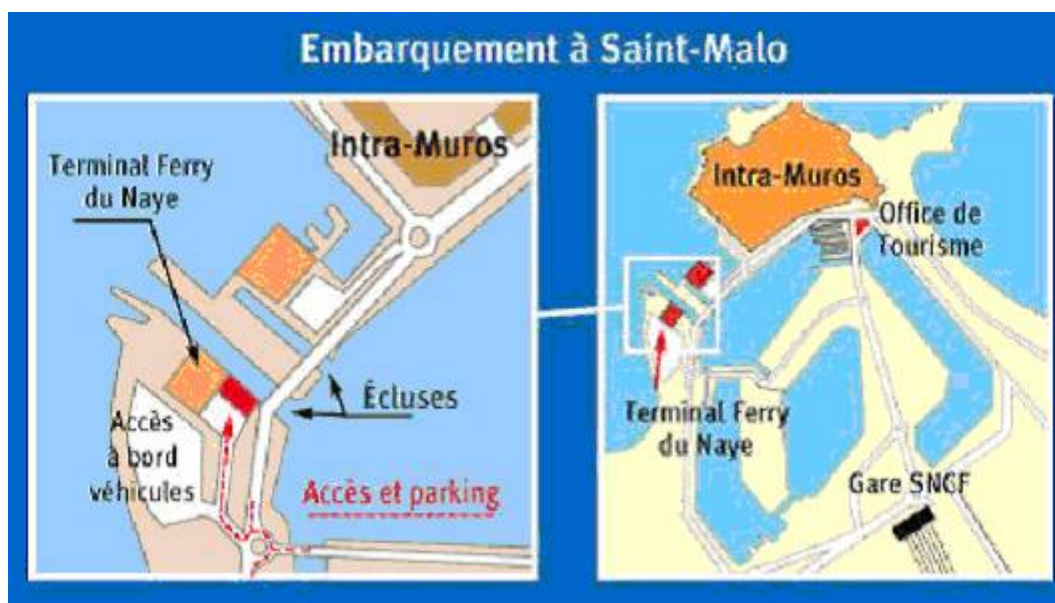 Embarquement à Saint-Malo
Intra-Muros
Terminal Ferry
du Naye
Écluses
Accès
à bord
véhicules
Accès et parking
Intra-Muros
Office de
Tourisme
Terminal Ferry
du Naye
Gare SNCF